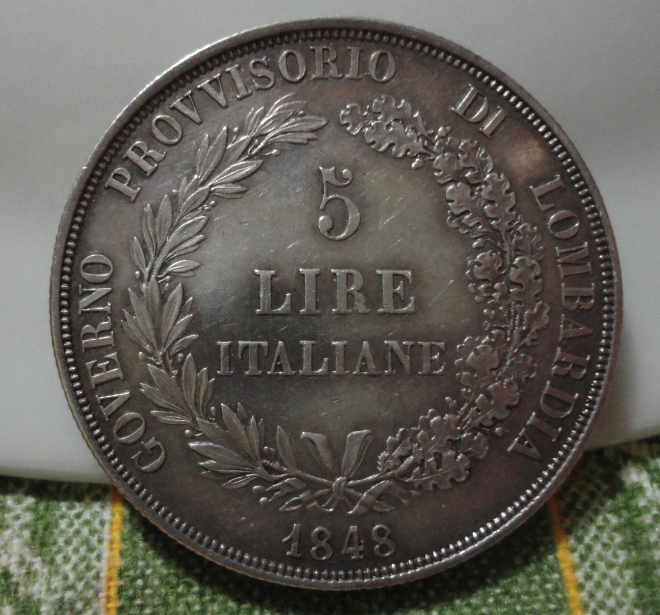 GOVERNO PROVVISORIO DI LOMBARDIA
5
LIRE
ITALIANE
1848